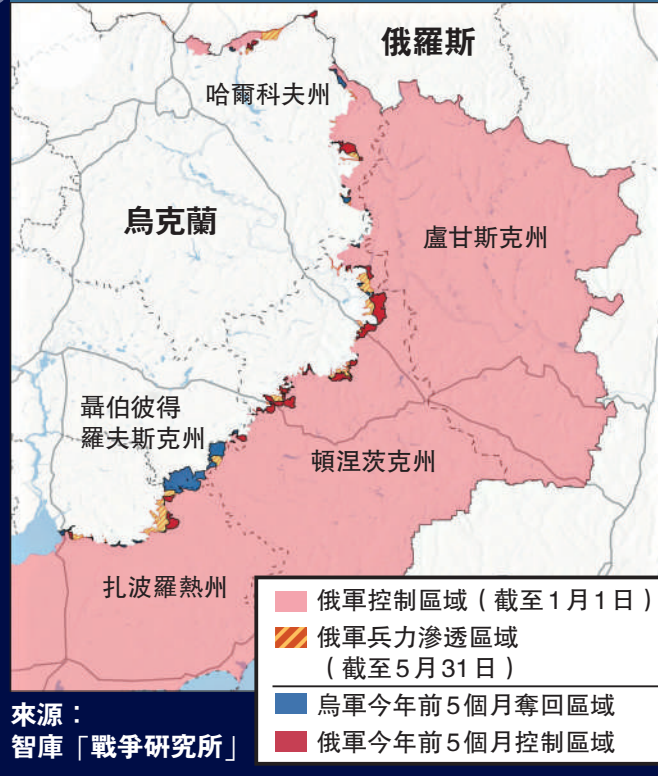 俄羅斯
哈爾科夫州
烏克蘭
盧甘斯克州
聶伯彼得
羅夫斯克州
頓涅茨克州
扎波羅熱州
俄軍控制區域（截至1月1日）
俄軍兵力滲透區域
（截至5月31日）
烏軍今年前5個月奪回區域
俄軍今年前5個月控制區域
來源：
智庫「戰爭研究所」